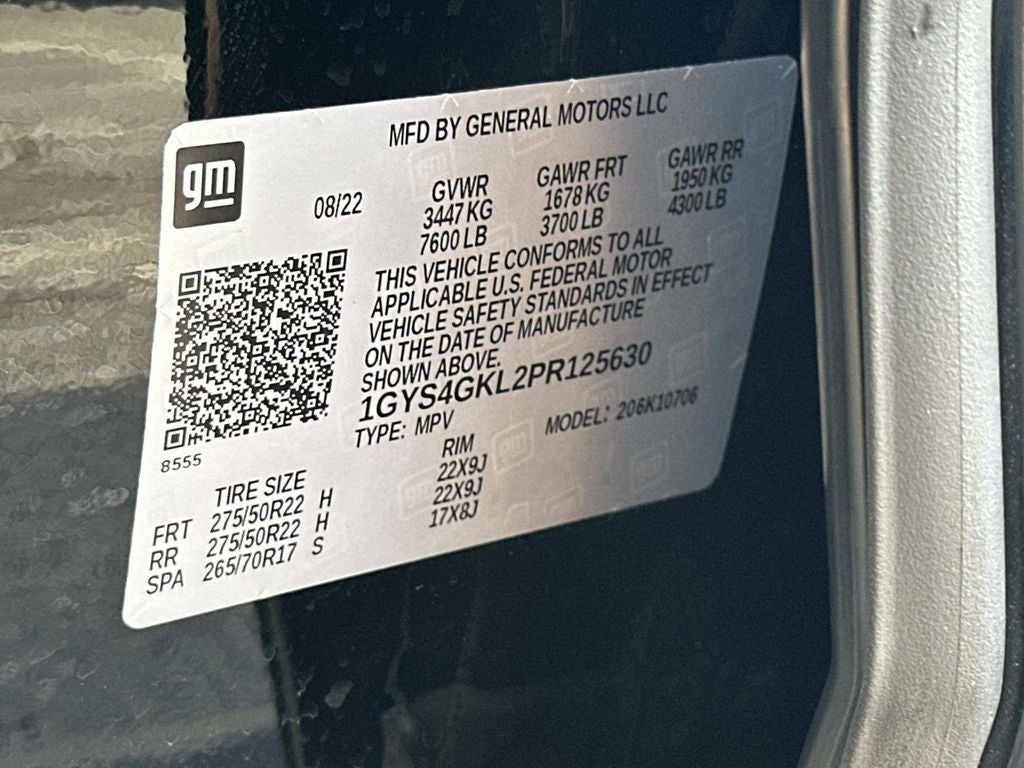 MFD BY GENERAL MOTORS LLC
gm
08/22
GVWR GAWR FRT GAWR RR
3447 KG 1678 KG 1950 KG
7600 LB 3700 LB 4300 LB
THIS VEHICLE CONFORMS TO ALL
APPLICABLE U.S. FEDERAL MOTOR
VEHICLE SAFETY STANDARDS IN EFFECT
ON THE DATE OF MANUFACTURE
SHOWN ABOVE.
1GYS4GKL2PR125630
TYPE: MPV MODEL: 206K10706
8555
TIRE SIZE RIM
FRT 275/50R22 H 22X9J
RR 275/50R22 H 22X9J
SPA 265/70R17 S 17X8J